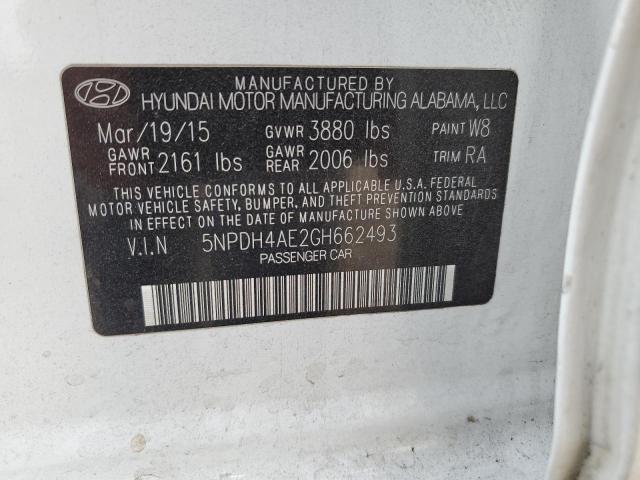 MANUFACTURED BY
HYUNDAI MOTOR MANUFACTURING ALABAMA, LLC
Mar/19/15 GVWR 3880 lbs PAINT W8
GAWR FRONT 2161 lbs GAWR REAR 2006 lbs TRIM RA
THIS VEHICLE CONFORMS TO ALL APPLICABLE U.S.A. FEDERAL
MOTOR VEHICLE SAFETY, BUMPER, AND THEFT PREVENTION
STANDARDS IN EFFECT ON THE DATE OF MANUFACTURE SHOWN ABOVE.
V.I.N 5NPDH4AE2GH662493
PASSENGER CAR